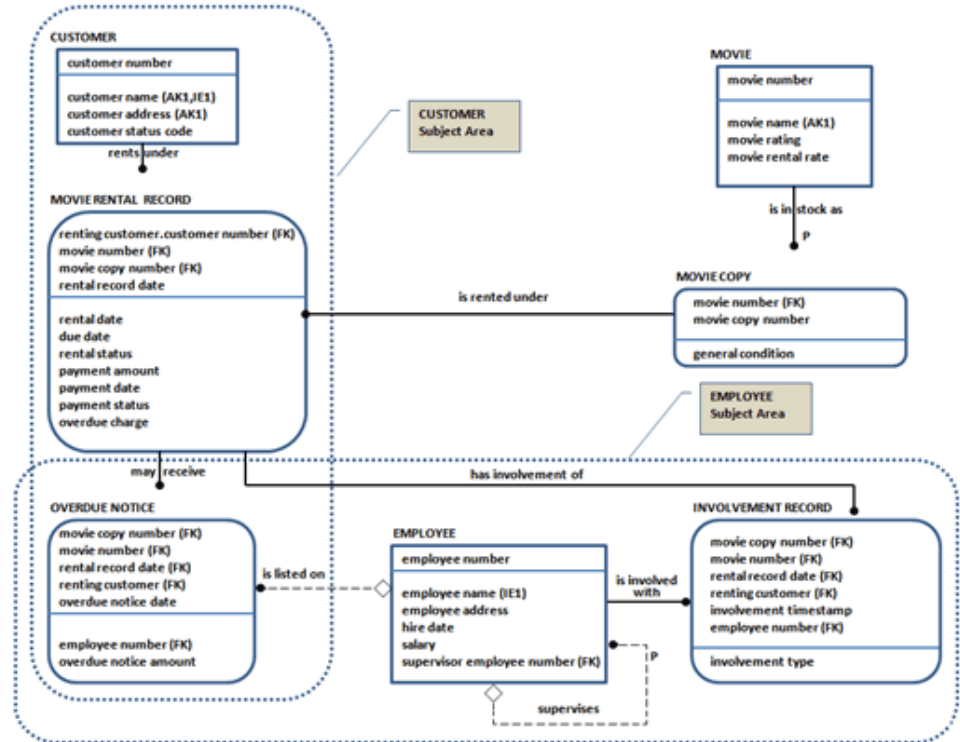 CUSTOMER
customer number
customer name (AK1,IE1)
customer address (AK1)
customer status code
rents under
CUSTOMER
Subject Area
MOVIE
movie number
movie name (AK1)
movie rating
movie rental rate
is in stock as
P
MOVIE RENTAL RECORD
renting customer.customer number (FK)
movie number (FK)
movie copy number (FK)
rental record date
rental date
due date
rental status
payment amount
payment date
payment status
overdue charge
is rented under
MOVIE COPY
movie number (FK)
movie copy number
general condition
EMPLOYEE
Subject Area
may receive
has involvement of
OVERDUE NOTICE
movie copy number (FK)
movie number (FK)
rental record date (FK)
renting customer (FK)
overdue notice date
employee number (FK)
overdue notice amount
is listed on
EMPLOYEE
employee number
employee name (IE1)
employee address
hire date
salary
supervisor employee number (FK)
P
supervises
is involved
with
INVOLVEMENT RECORD
movie copy number (FK)
movie number (FK)
rental record date (FK)
renting customer (FK)
involvement timestamp
employee number (FK)
involvement type